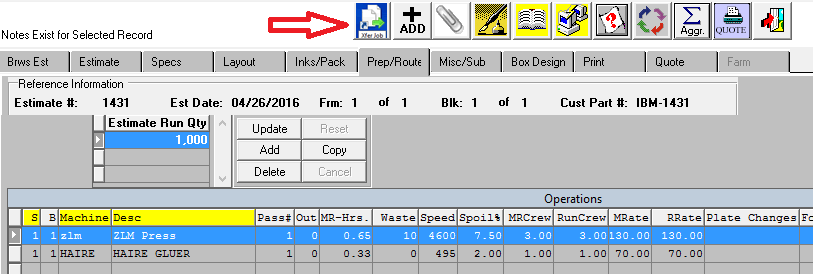 Notes Exist for Selected Record
Xfer Job ADD Aggr. QUOTE
Brws Est Estimate Specs Layout Inks/Pack Prep/Route Misc/Sub Box Design Print Quote Farm
Reference Information
Estimate #: 1431 Est Date: 04/26/2016 Frm: 1 of 1 Blk: 1 of 1 Cust Part #: IBM-1431
Estimate Run Qty
1,000
Update Reset
Add Copy
Delete Cancel
Operations
S B Machine Desc Pass# Out MR-Hrs. Waste Speed Spoil% MRCrew RunCrew MRate RRate Plate Changes Fo
1 1 zlm ZLM Press 1 0 0.65 10 4600 7.50 3.00 3.00 130.00 130.00
1 1 HAIRE HAIRE GLUER 1 0 0.33 0 495 2.00 1.00 1.00 70.00 70.00